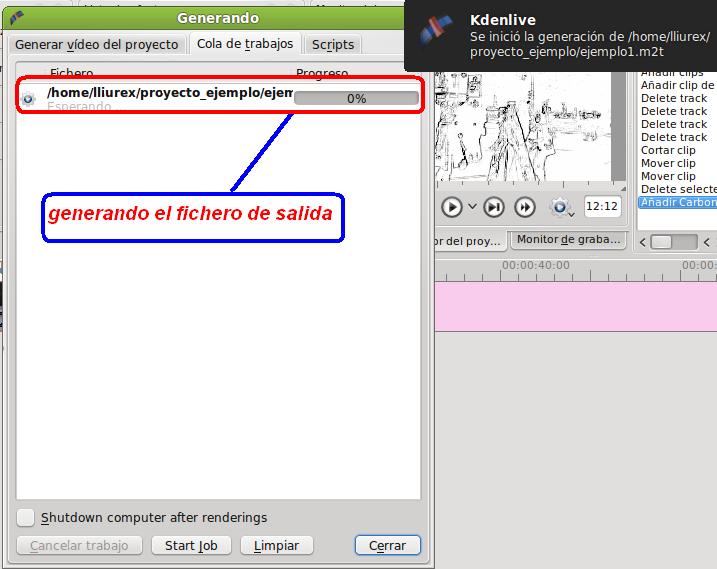 Generando
Generar vídeo del proyecto
Cola de trabajos
Scripts
Fichero
Progreso
/home/lliurex/proyecto_ejemplo/ejem
0%
Esperando...
generando el fichero de salida
Shutdown computer after renderings
Cancelar trabajo
Start Job
Limpiar
Cerrar
Kdenlive
Se inició la generación de /home/lliurex/
proyecto_ejemplo/ejemplo1.m2t
Añadir clips
Añadir clip de
Delete track
Delete track
Delete track
Delete track
Cortar clip
Mover clip
Mover clip
Delete selecte
Añadir Carbon
12:12
or del proy...
Monitor de graba...
00:00:40:00
00:00: